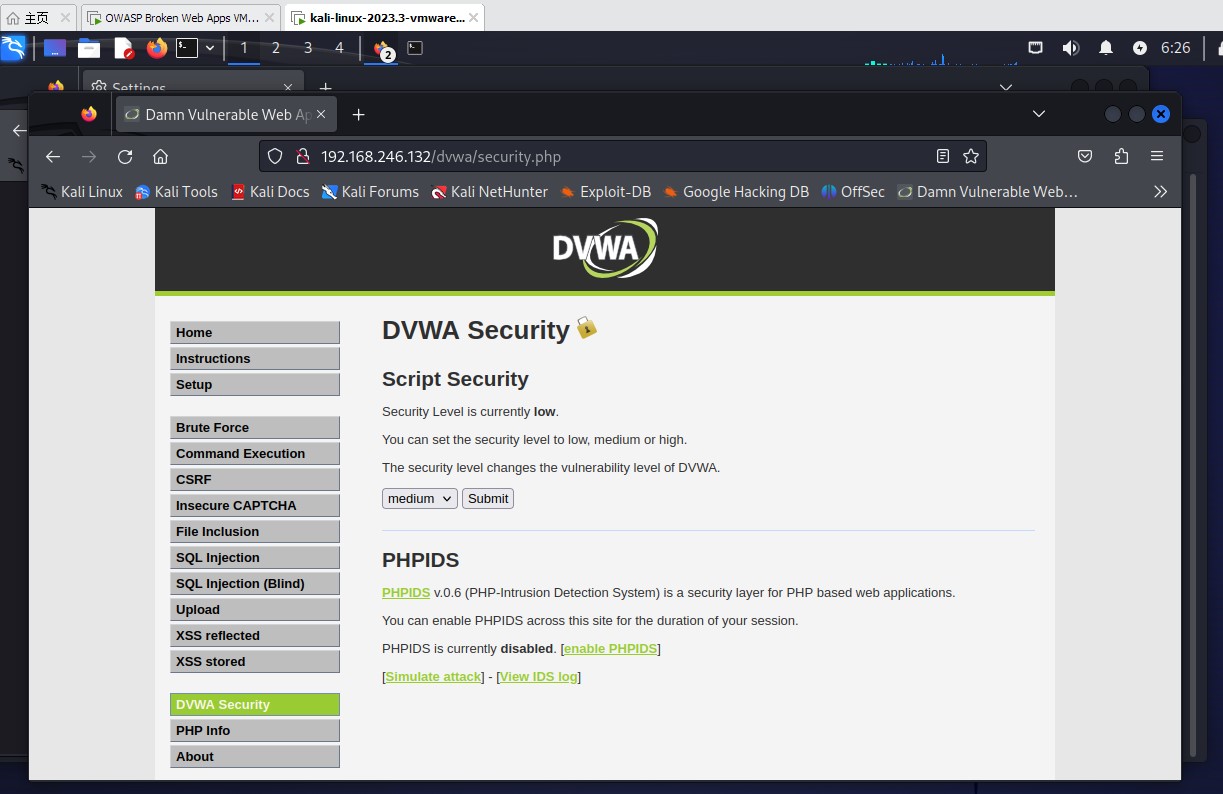 主页
OWASP Broken Web Apps VM...
kali-linux-2023.3-vmware...
1 2 3 4 2 6:26
Settings
Damn Vulnerable Web Ap
192.168.246.132/dvwa/security.php
Kali Linux Kali Tools Kali Docs Kali Forums Kali NetHunter Exploit-DB Google Hacking DB OffSec Damn Vulnerable Web...
DVWA
Home
Instructions
Setup
Brute Force
Command Execution
CSRF
Insecure CAPTCHA
File Inclusion
SQL Injection
SQL Injection (Blind)
Upload
XSS reflected
XSS stored
DVWA Security
PHP Info
About
DVWA Security
Script Security
Security Level is currently low.
You can set the security level to low, medium or high.
The security level changes the vulnerability level of DVWA.
medium Submit
PHPIDS
PHPIDS v.0.6 (PHP-Intrusion Detection System) is a security layer for PHP based web applications.
You can enable PHPIDS across this site for the duration of your session.
PHPIDS is currently disabled. [enable PHPIDS]
[Simulate attack] - [View IDS log]